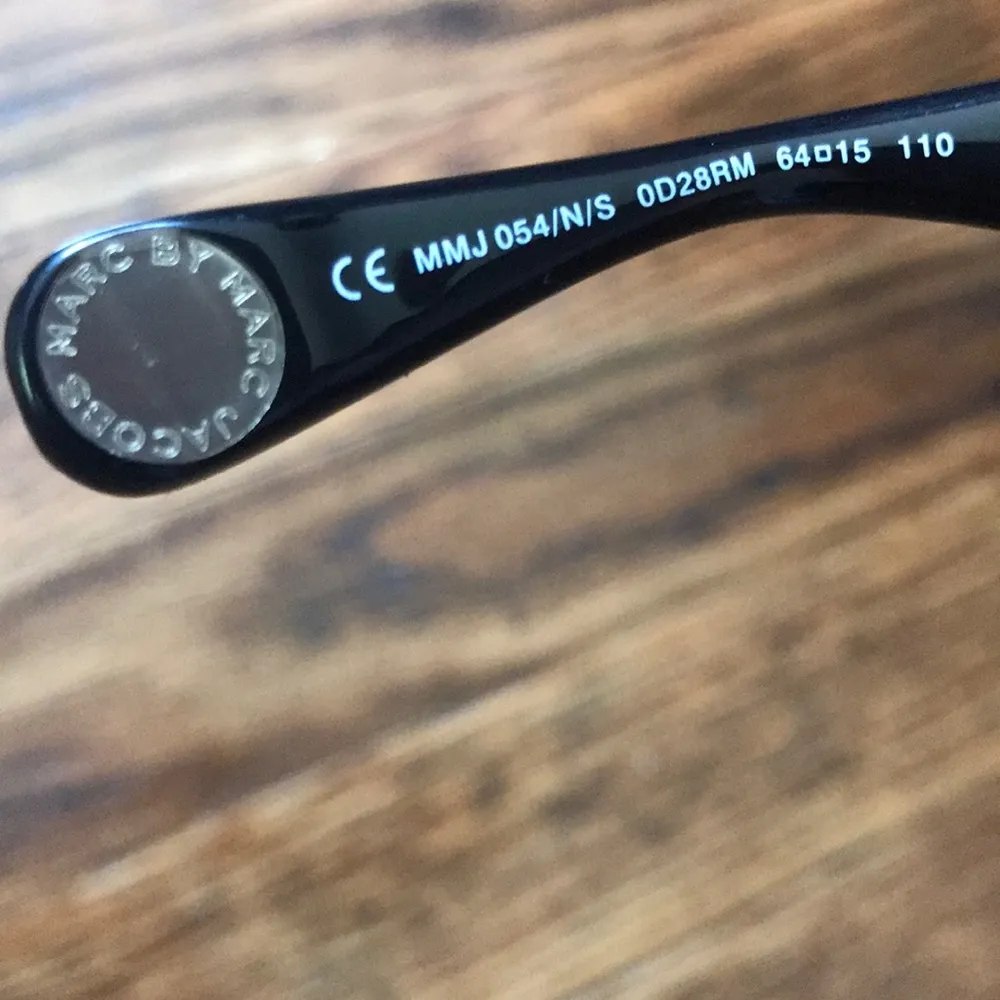 MARC BY MARC JACOBS
CE MMJ 054/N/S 0D28RM 64□15 110